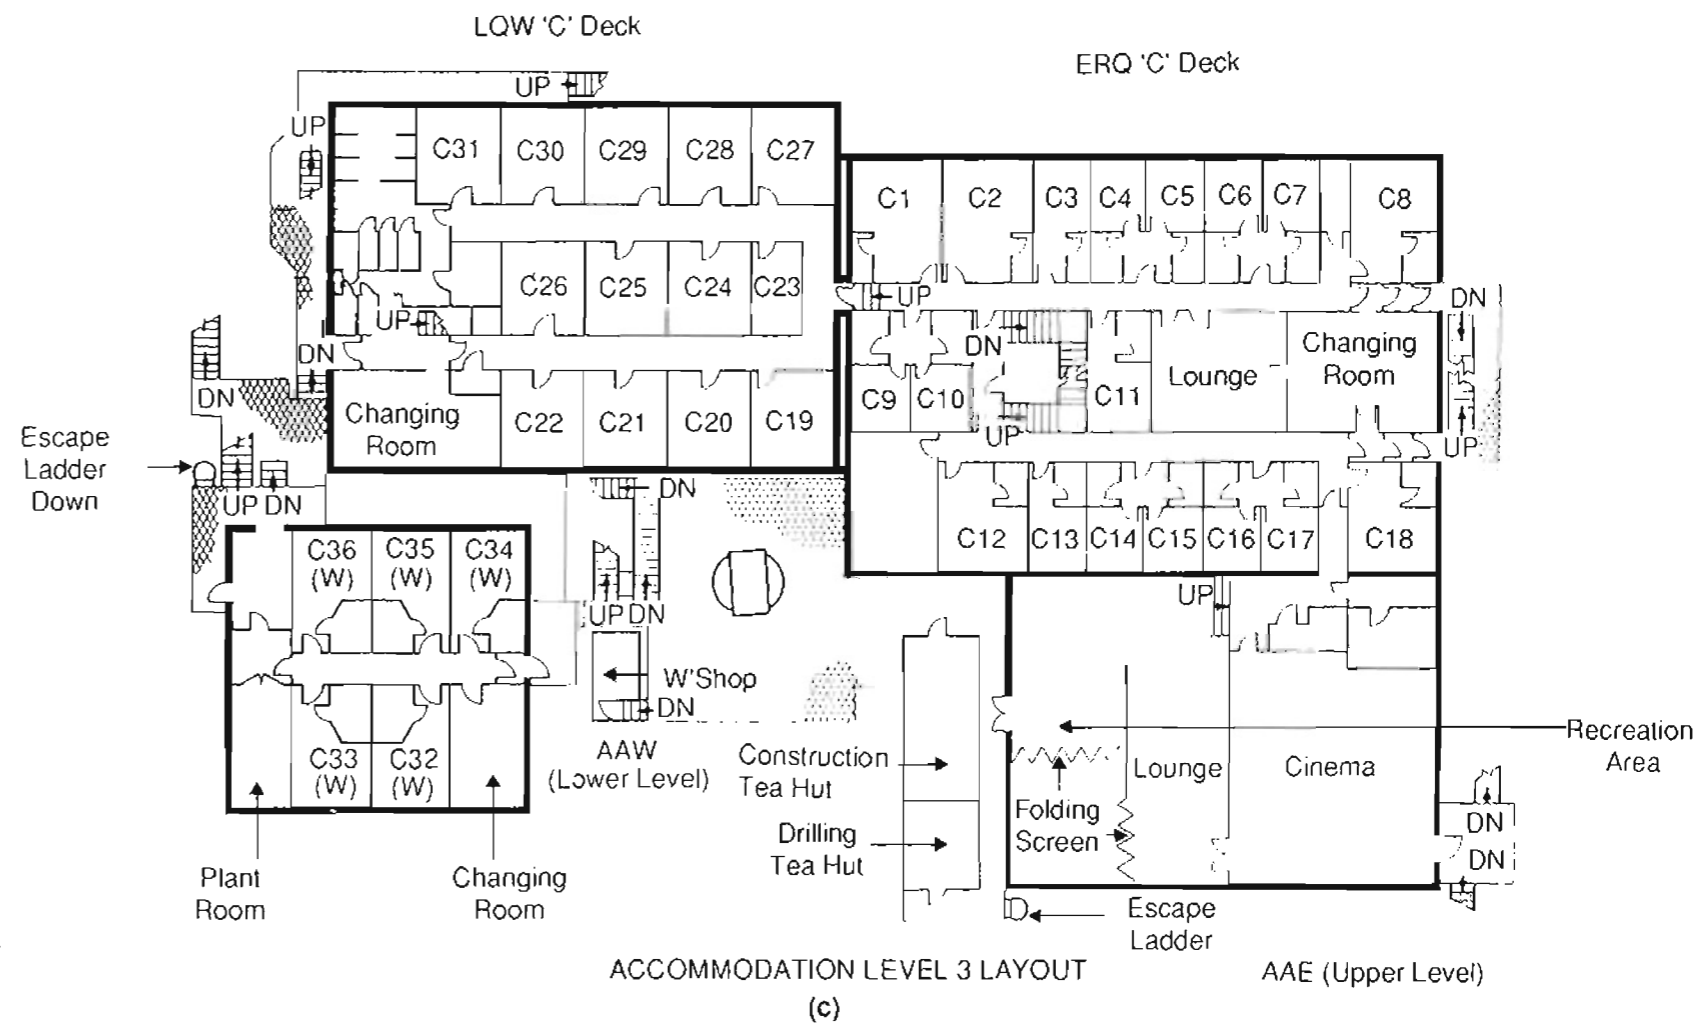 LQW 'C' Deck
ERQ 'C' Deck
UP
UP
C31 C30 C29 C28 C27
C1 C2 C3 C4 C5 C6 C7 C8
C26 C25 C24 C23
UP
DN
UP
DN
DN
Changing
Room
Lounge
C9 C10 C11
DN
Changing
Room
C22 C21 C20 C19
UP
UP
Escape
Ladder
Down
UP DN
DN
C12 C13 C14 C15 C16 C17 C18
C36
(W)
C35
(W)
C34
(W)
UP DN
UP
W'Shop
DN
C33
(W)
C32
(W)
AAW
(Lower Level)
Construction
Tea Hut
Recreation
Area
Lounge
Cinema
Folding
Screen
Drilling
Tea Hut
DN
DN
Plant
Room
Changing
Room
Escape
Ladder
ACCOMMODATION LEVEL 3 LAYOUT
AAE (Upper Level)
(c)